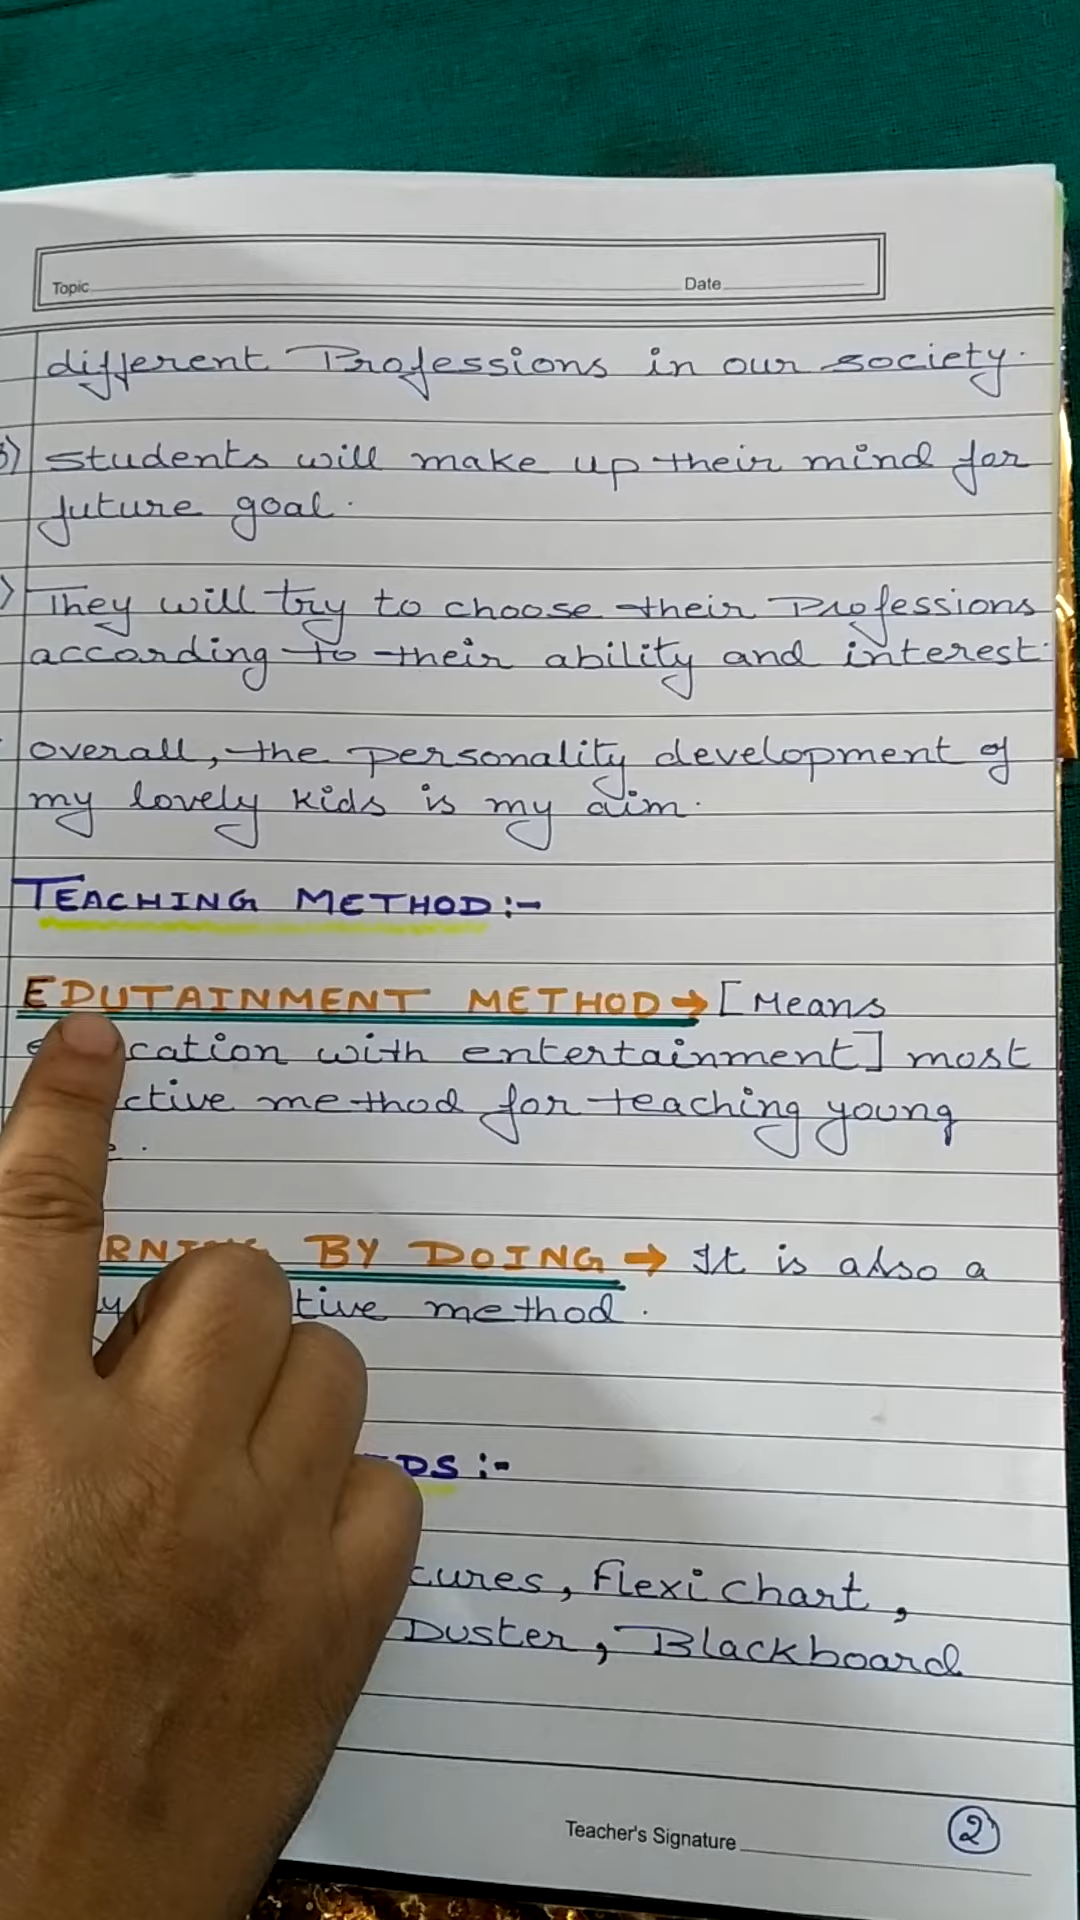 Topic
Date
different Professions in our society.
students will make up their mind for
future goal.
They will try to choose their Professions
according to their ability and interest.
overall, the personality development of
my lovely kids is my aim.
TEACHING METHOD :-
EDUTAINMENT METHOD → [Means
cation with entertainment] most
ctive method for teaching young
RNING BY DOING → It is also a
tive method.
DS :-
cures, Flexi chart,
Duster, Blackboard
Teacher's Signature
2